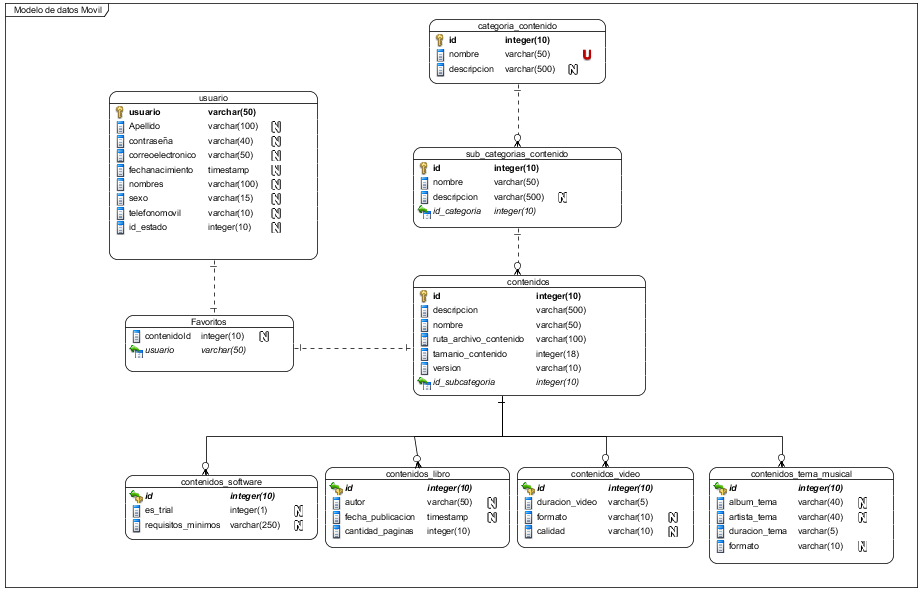 Modelo de datos Movil
categoria_contenido
id integer(10)
nombre varchar(50) U
descripcion varchar(500) N
usuario
usuario varchar(50)
Apellido varchar(100) N
contraseña varchar(40) N
correoelectronico varchar(50) N
fechanacimiento timestamp N
nombres varchar(100) N
sexo varchar(15) N
telefonomovil varchar(10) N
id_estado integer(10) N
sub_categorias_contenido
id integer(10)
nombre varchar(50)
descripcion varchar(500) N
id_categoria integer(10)
contenidos
id integer(10)
descripcion varchar(500)
nombre varchar(50)
ruta_archivo_contenido varchar(100)
tamanio_contenido integer(18)
version varchar(10)
id_subcategoria integer(10)
Favoritos
contenidoId integer(10) N
usuario varchar(50)
contenidos_software
id integer(10)
es_trial integer(1) N
requisitos_minimos varchar(250) N
contenidos_libro
id integer(10)
autor varchar(50) N
fecha_publicacion timestamp N
cantidad_paginas integer(10)
contenidos_video
id integer(10)
duracion_video varchar(5)
formato varchar(10) N
calidad varchar(10) N
contenidos_tema_musical
id integer(10)
album_tema varchar(40) N
artista_tema varchar(40) N
duracion_tema varchar(5)
formato varchar(10) N